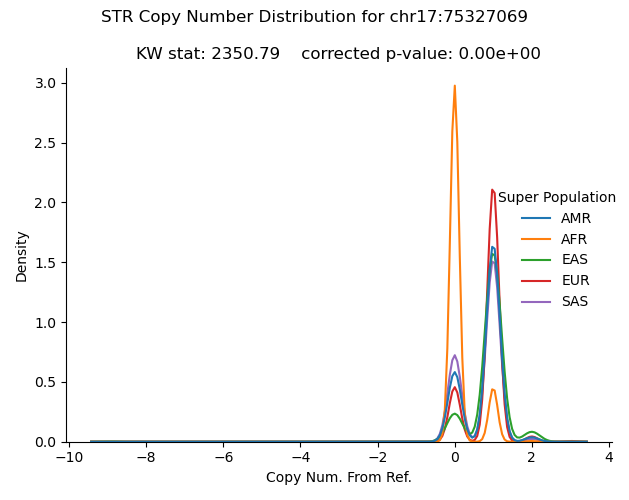 STR Copy Number Distribution for chr17:75327069
KW stat: 2350.79    corrected p-value: 0.00e+00
3.0
2.5
2.0
1.5
1.0
0.5
0.0
Density
Super Population
AMR
AFR
EAS
EUR
SAS
−10
−8
−6
−4
−2
0
2
4
Copy Num. From Ref.